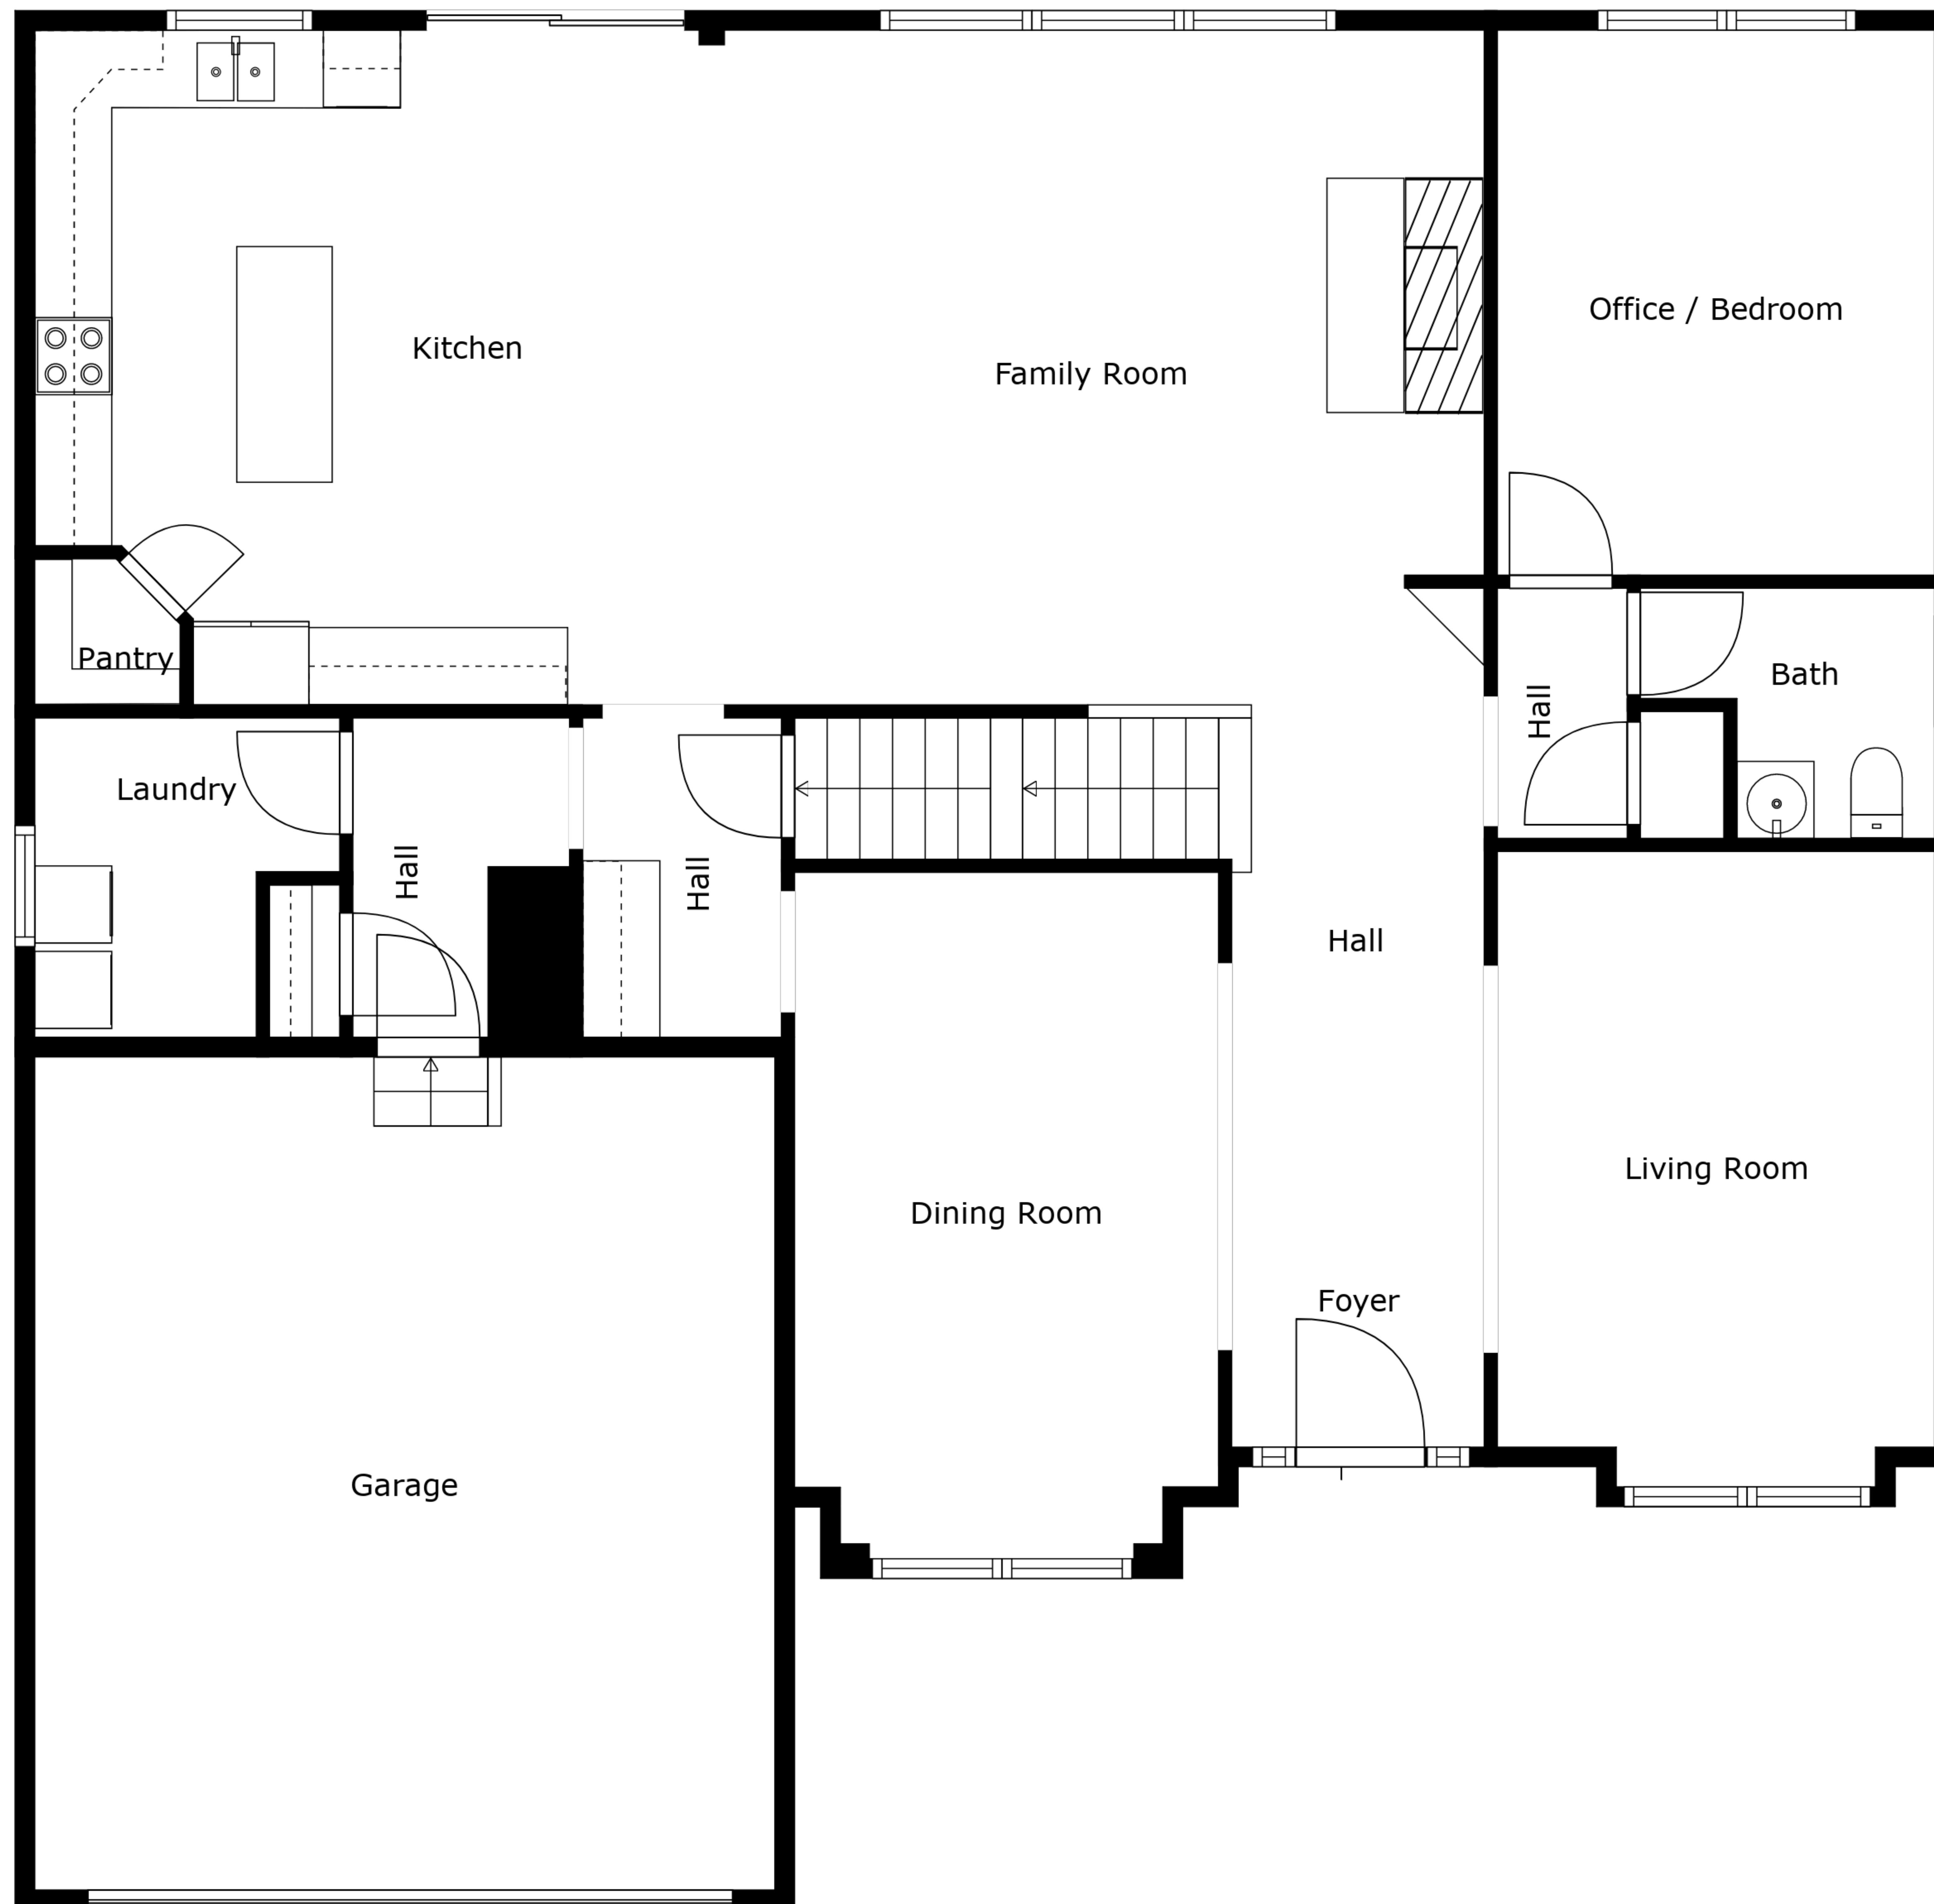 Office / Bedroom
Kitchen
Family Room
Pantry
Bath
Hall
Laundry
Hall
Hall
Hall
Living Room
Dining Room
Foyer
Garage